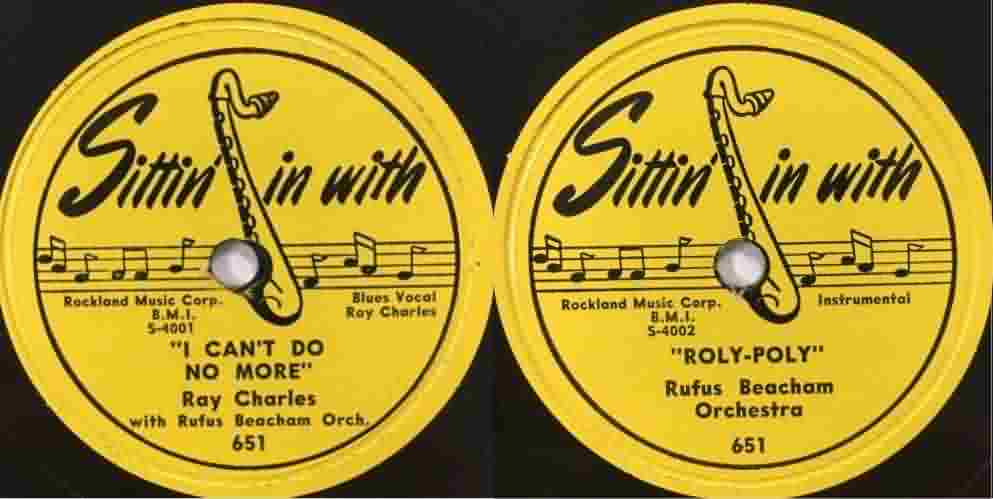 Sittin' in with
Rockland Music Corp.
B.M.I.
S-4001
Blues Vocal
Ray Charles
"I CAN'T DO
NO MORE"
Ray Charles
with Rufus Beacham Orch.
651
Sittin' in with
Rockland Music Corp.
B.M.I.
S-4002
Instrumental
"ROLY-POLY"
Rufus Beacham
Orchestra
651